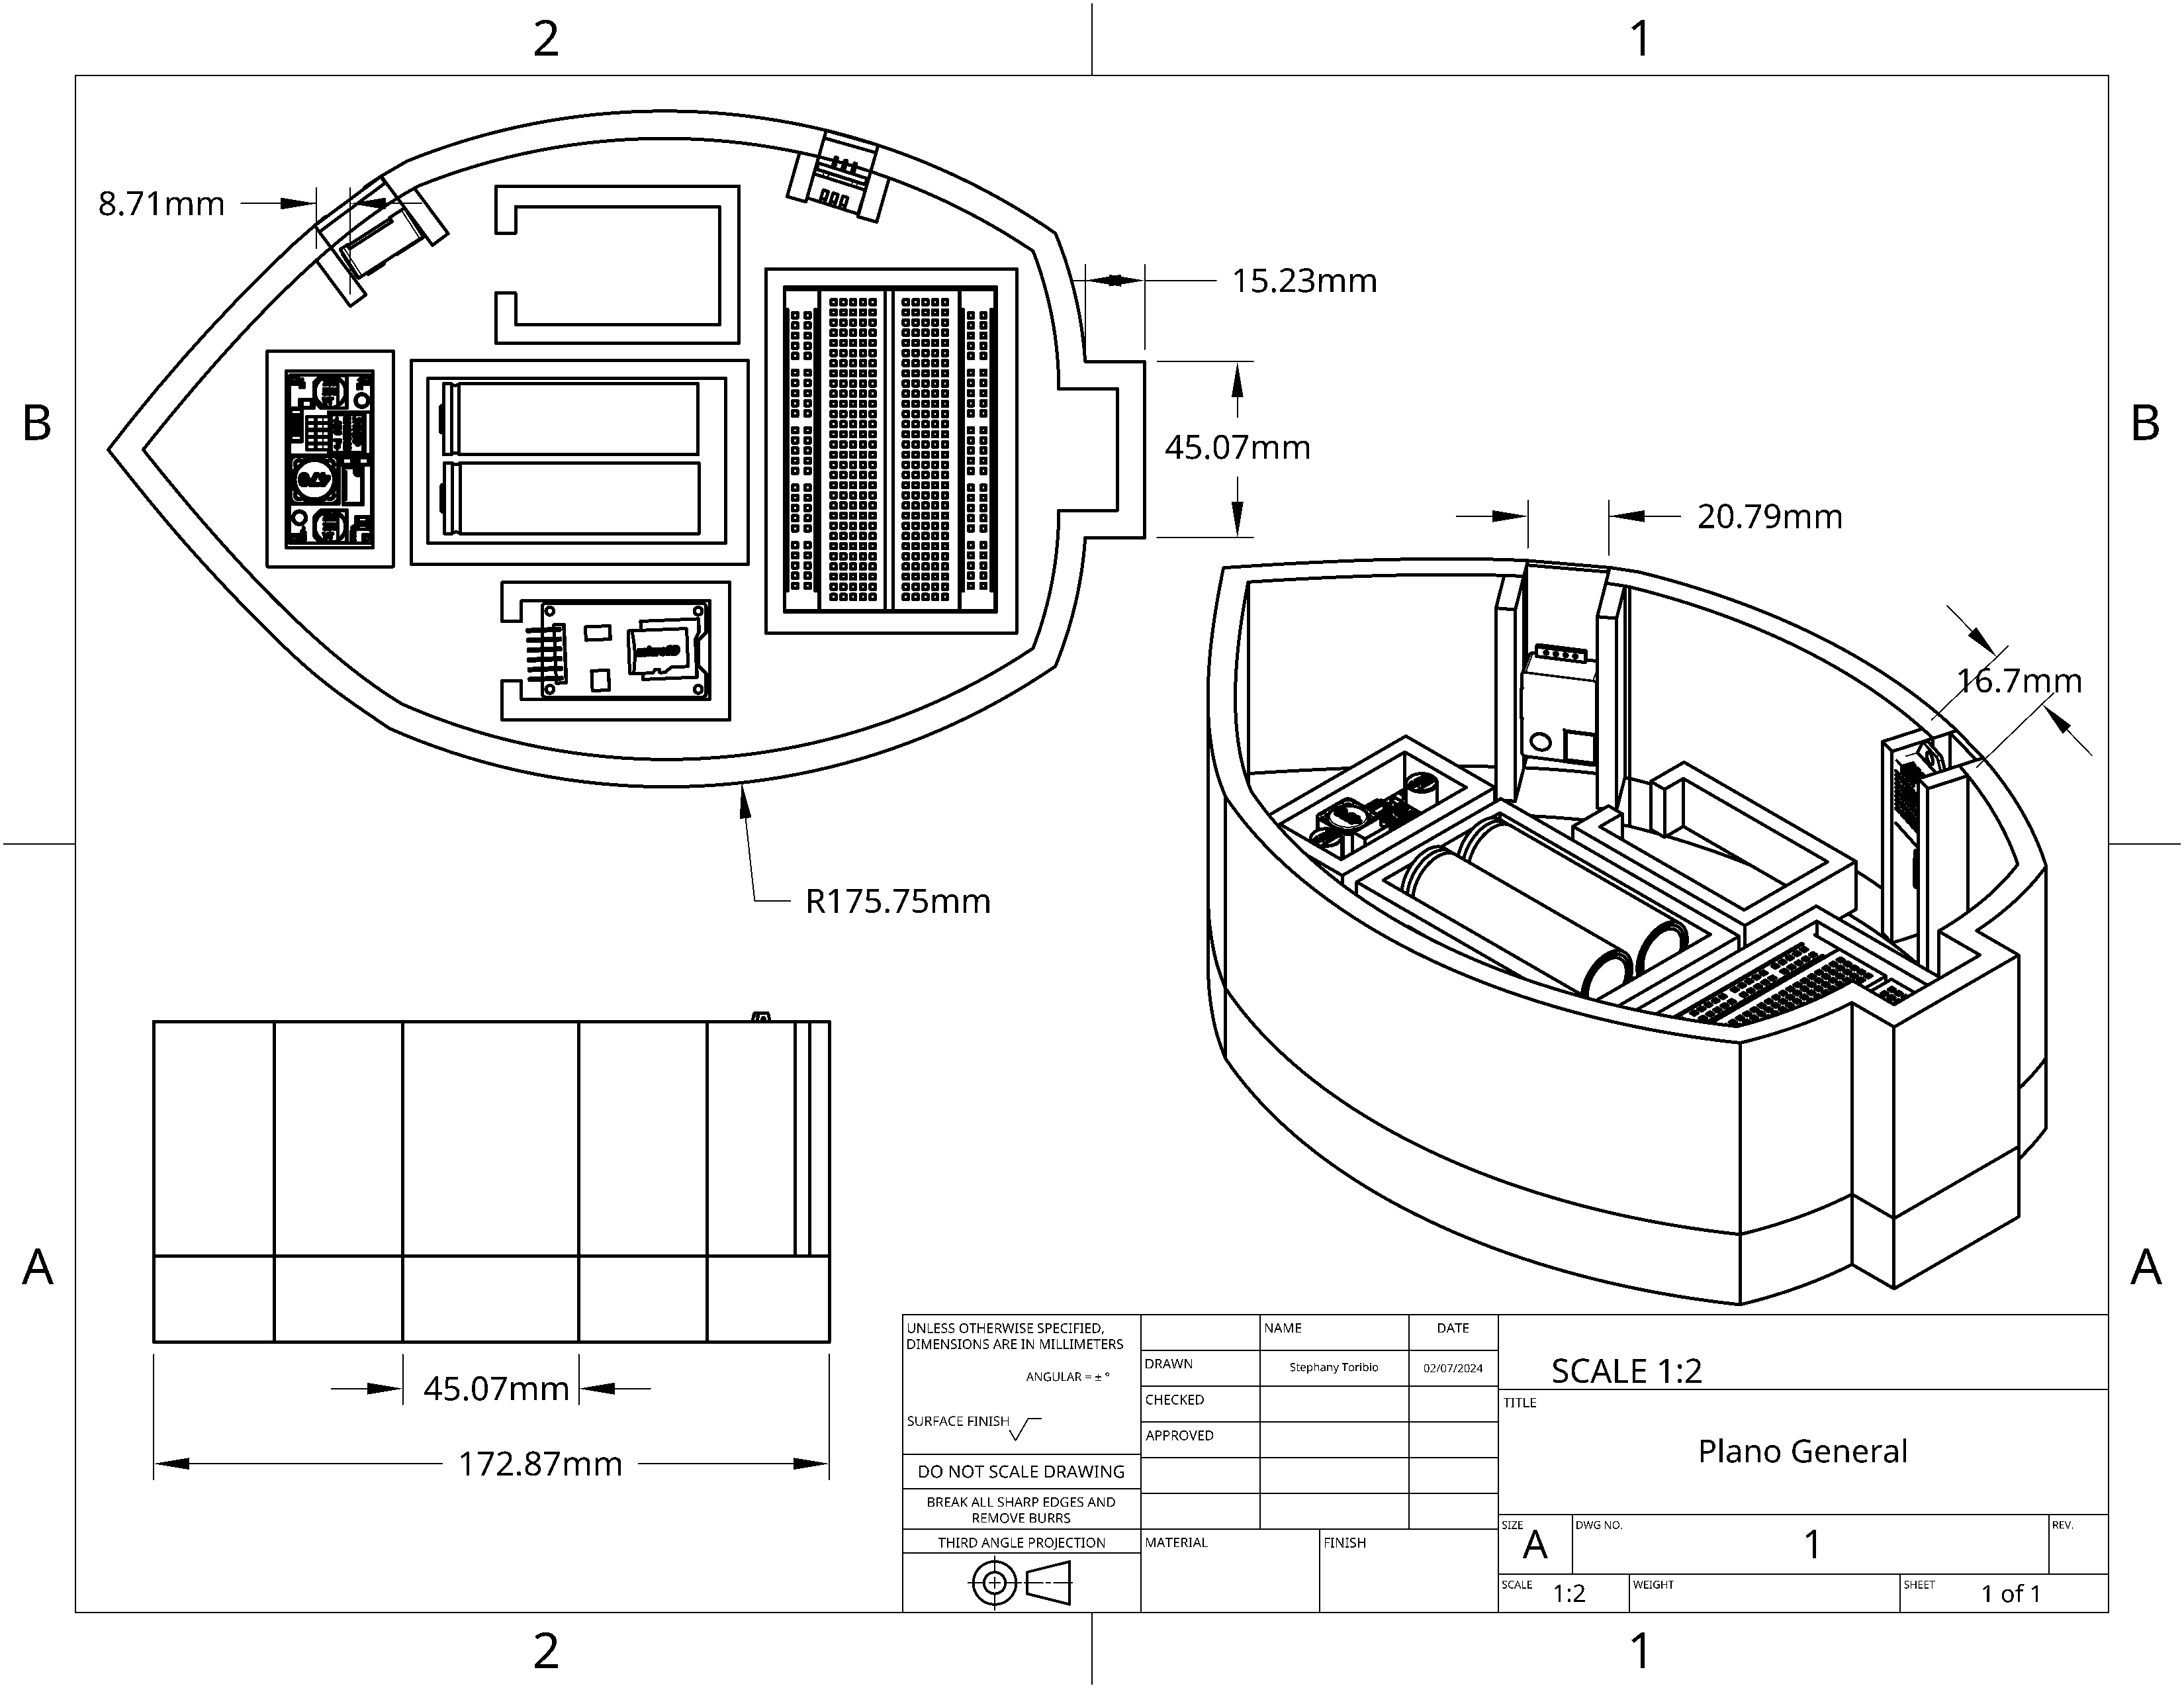 2
1
8.71mm
15.23mm
B
45.07mm
B
470
microSD
20.79mm
16.7mm
R175.75mm
A
A
45.07mm
172.87mm
UNLESS OTHERWISE SPECIFIED,
DIMENSIONS ARE IN MILLIMETERS
ANGULAR = ± °
SURFACE FINISH
DO NOT SCALE DRAWING
BREAK ALL SHARP EDGES AND
REMOVE BURRS
THIRD ANGLE PROJECTION
NAME
DATE
DRAWN
Stephany Toribio
02/07/2024
CHECKED
APPROVED
MATERIAL
FINISH
SCALE 1:2
TITLE
Plano General
SIZE
A
DWG NO.
1
REV.
SCALE
1:2
WEIGHT
SHEET
1 of 1
2
1